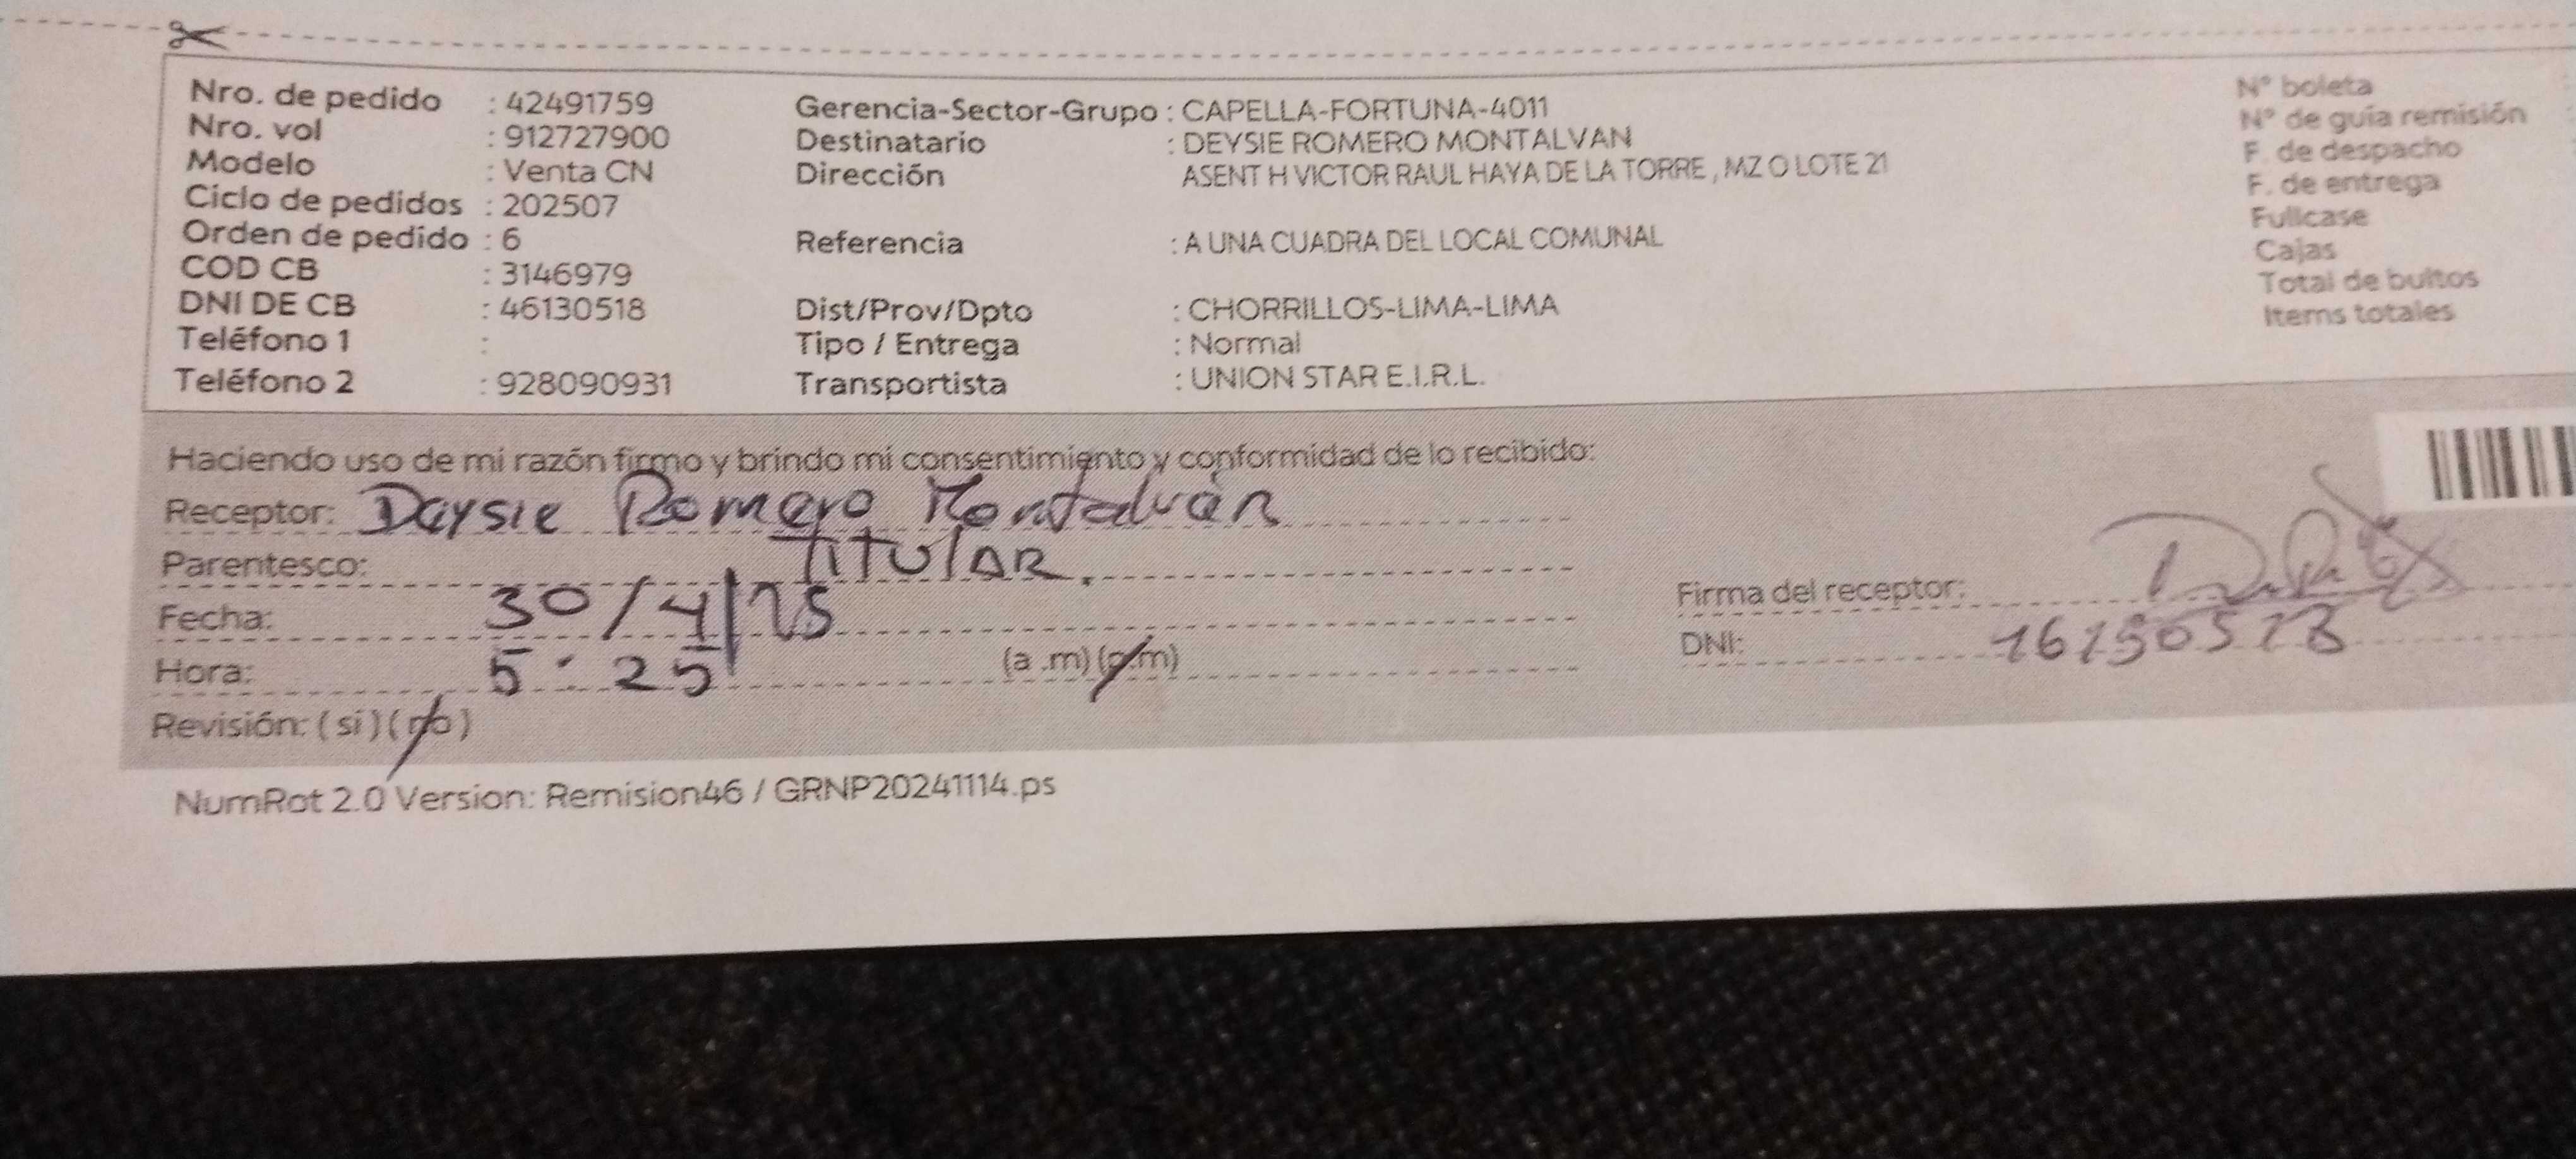 Nro. de pedido : 42491759
Nro. vol : 912727900
Modelo : Venta CN
Ciclo de pedidos : 202507
Orden de pedido : 6
COD CB : 3146979
DNI DE CB : 46130518
Teléfono 1 :
Teléfono 2 : 928090931
Gerencia-Sector-Grupo : CAPELLA-FORTUNA-4011
Destinatario : DEYSIE ROMERO MONTALVAN
Dirección ASENT H VICTOR RAUL HAYA DE LA TORRE , MZ O LOTE 21
Referencia : A UNA CUADRA DEL LOCAL COMUNAL
Dist/Prov/Dpto : CHORRILLOS-LIMA-LIMA
Tipo / Entrega : Normal
Transportista : UNION STAR E.I.R.L.
N° boleta
N° de guía remisión
F. de despacho
F. de entrega
Fullcase
Cajas
Total de bultos
Items totales
Haciendo uso de mi razón firmo y brindo mi consentimiento y conformidad de lo recibido:
Receptor: Deysie Romero Montalván
Parentesco: TITULAR.
Fecha: 30/4/25
Hora: 5:25 (a .m) (p.m)
Revisión: ( si ) ( no )
Firma del receptor:
DNI:
NumRot 2.0 Version: Remision46 / GRNP20241114.ps